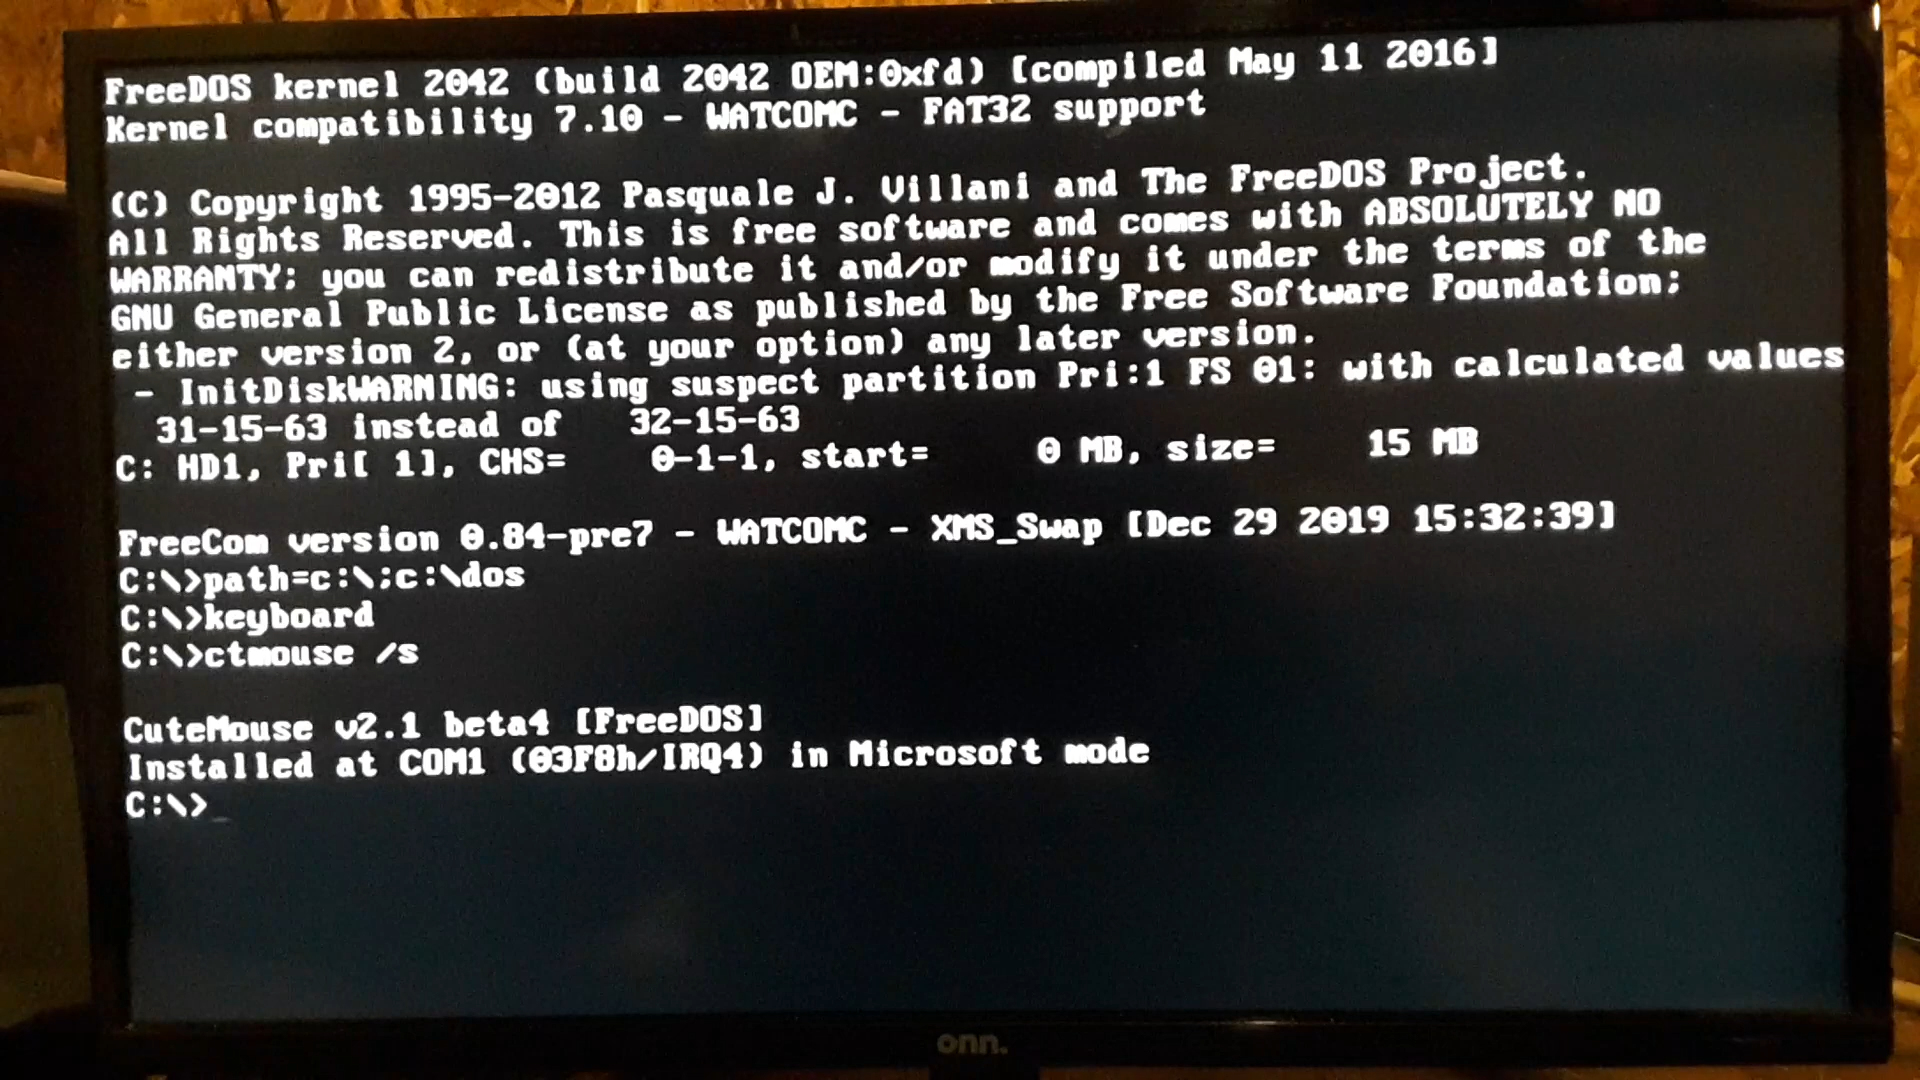 FreeDOS kernel 2042 (build 2042 OEM:0xfd) [compiled May 11 2016]
Kernel compatibility 7.10 - WATCOMC - FAT32 support
(C) Copyright 1995-2012 Pasquale J. Villani and The FreeDOS Project.
All Rights Reserved. This is free software and comes with ABSOLUTELY NO
WARRANTY; you can redistribute it and/or modify it under the terms of the
GNU General Public License as published by the Free Software Foundation;
either version 2, or (at your option) any later version.
- InitDiskWARNING: using suspect partition Pri:1 FS 01: with calculated values
31-15-63 instead of 32-15-63
C: HD1, Pri[ 1], CHS= 0-1-1, start= 0 MB, size= 15 MB
FreeCom version 0.84-pre7 - WATCOMC - XMS_Swap [Dec 29 2019 15:32:39]
C:\>path=c:\;c:\dos
C:\>keyboard
C:\>ctmouse /s
CuteMouse v2.1 beta4 [FreeDOS]
Installed at COM1 (03F8h/IRQ4) in Microsoft mode
C:\>_
onn.